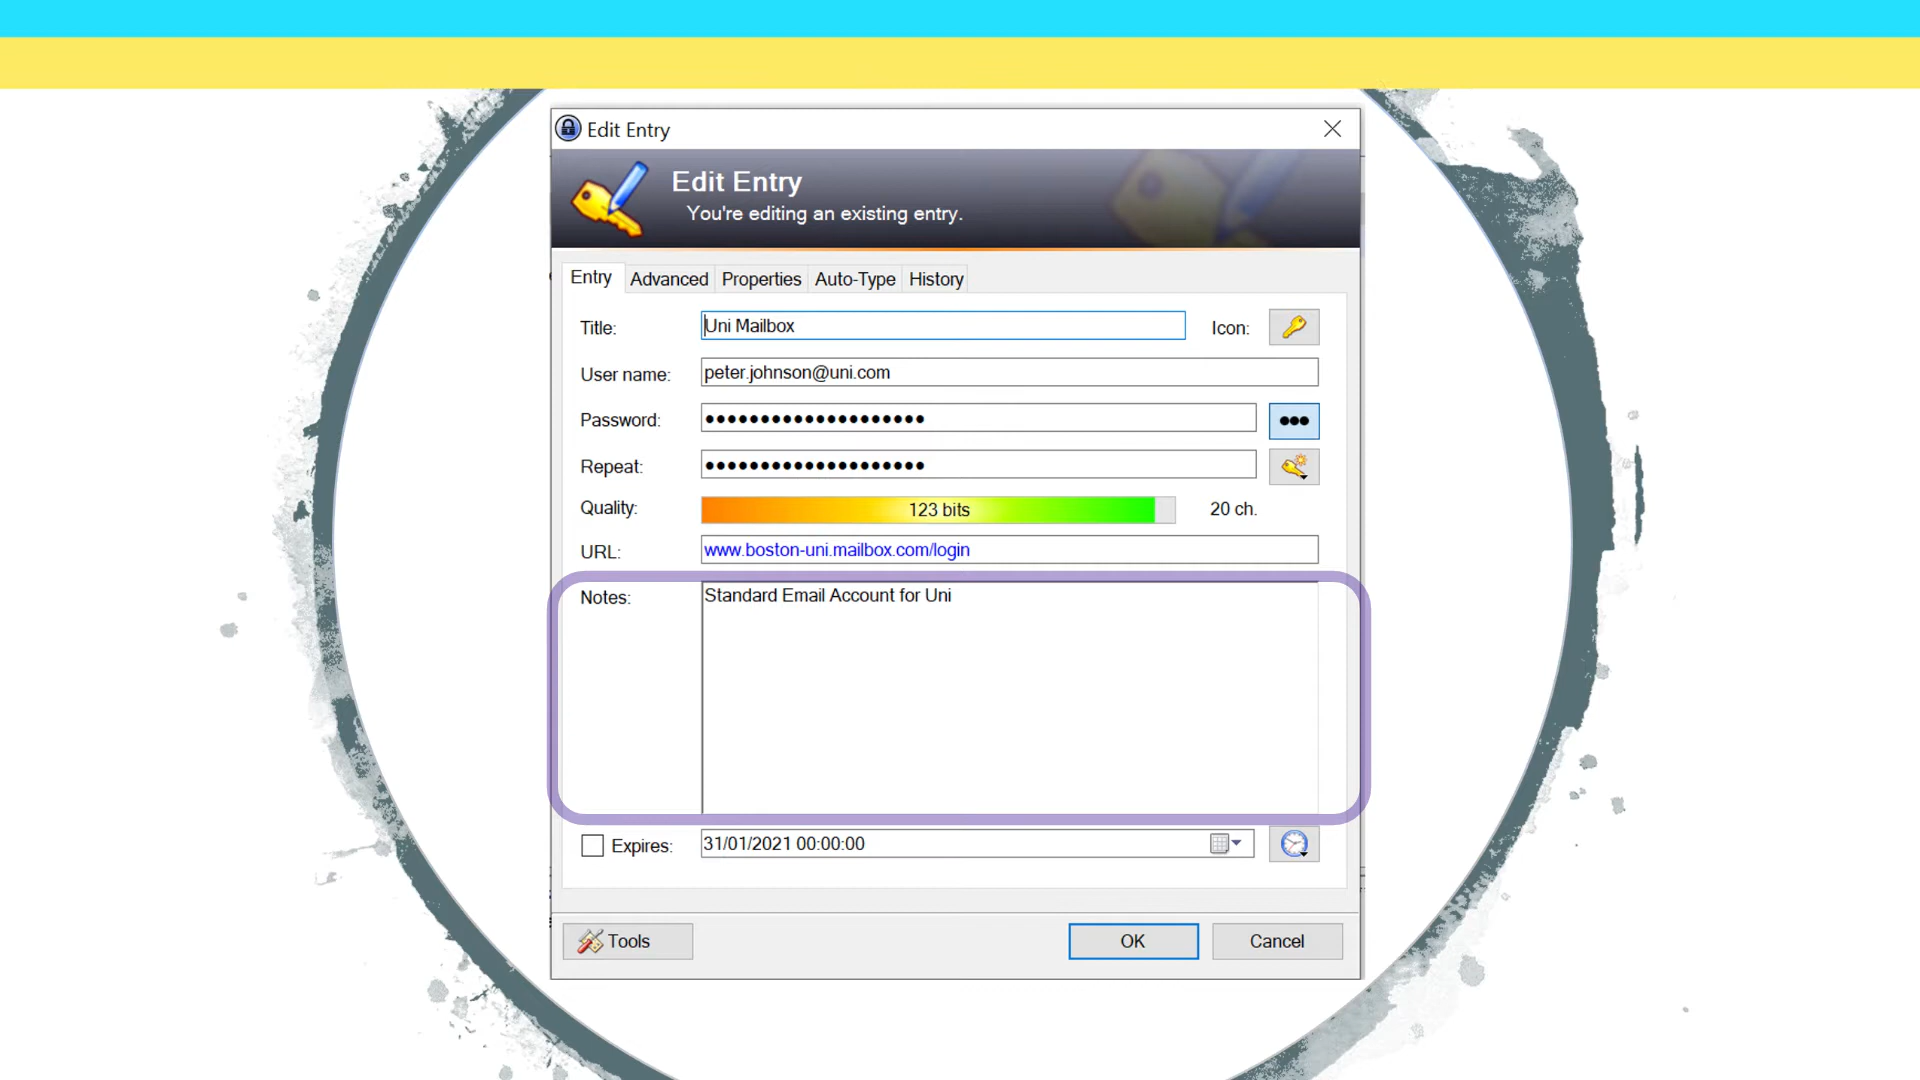 Edit Entry
Edit Entry
You're editing an existing entry.
Entry Advanced Properties Auto-Type History
Title: Uni Mailbox Icon:
User name: peter.johnson@uni.com
Password: ●●●●●●●●●●●●●●●●●●●● ●●●
Repeat: ●●●●●●●●●●●●●●●●●●●●
Quality: 123 bits 20 ch.
URL: www.boston-uni.mailbox.com/login
Notes: Standard Email Account for Uni
Expires: 31/01/2021 00:00:00
Tools OK Cancel